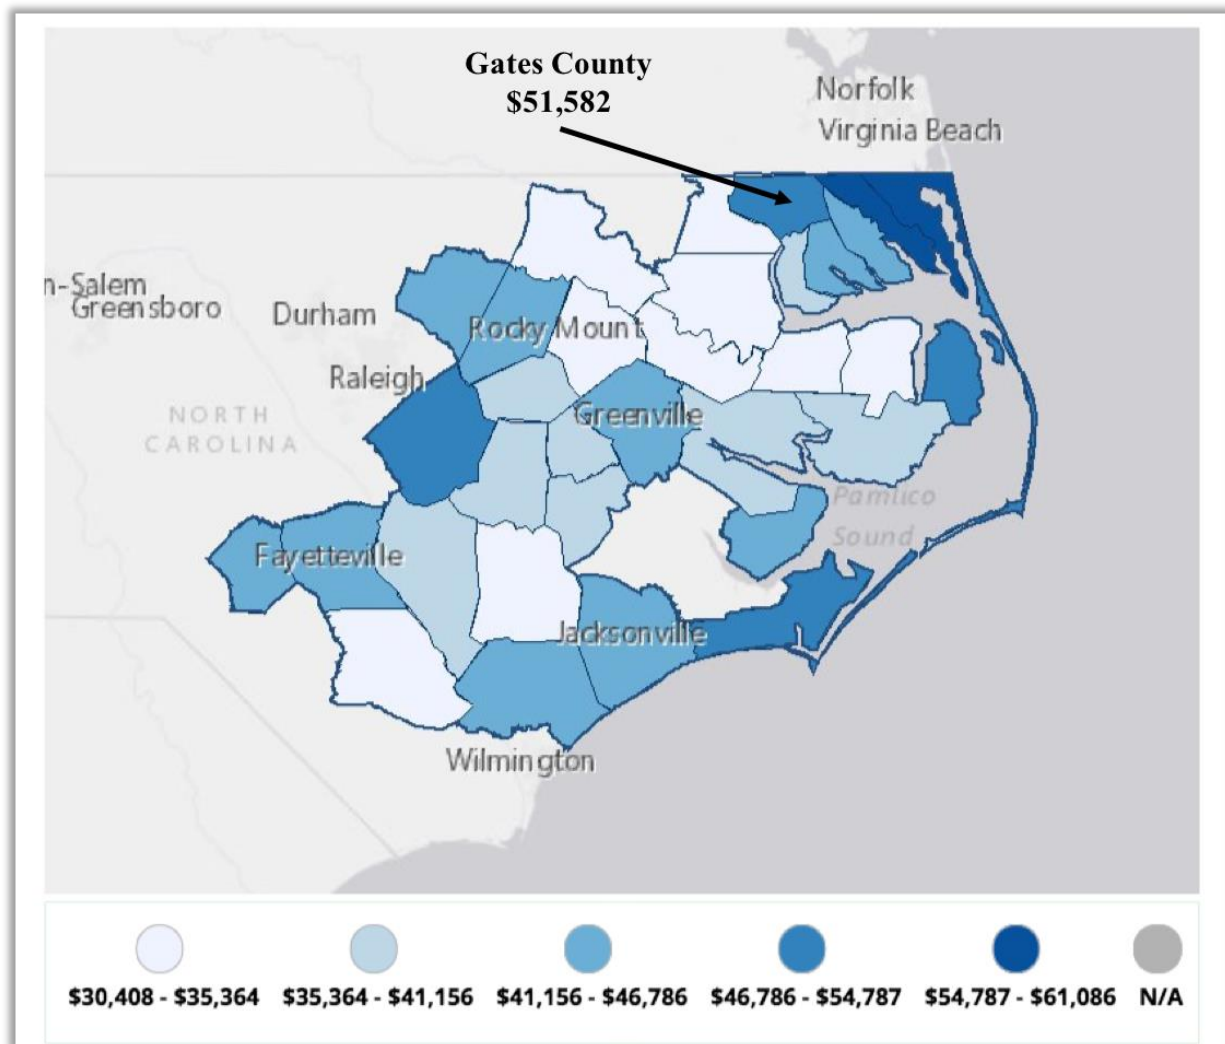 Gates County
$51,582
Norfolk
Virginia Beach
n-Salem
Greensboro
Durham
Rocky Mount
Raleigh
NORTH
CAROLINA
Greenville
Pamlico
Sound
Fayetteville
Jacksonville
Wilmington
$30,408 - $35,364
$35,364 - $41,156
$41,156 - $46,786
$46,786 - $54,787
$54,787 - $61,086
N/A